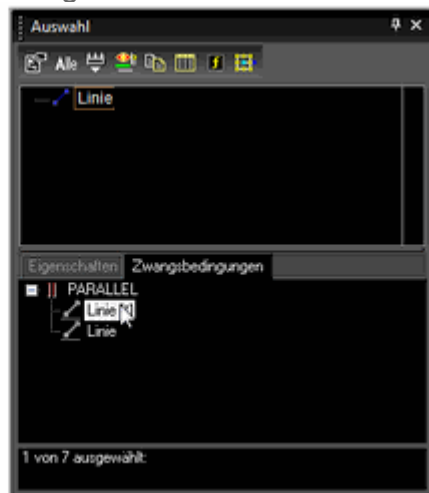 Auswahl
Alle
Linie
Eigenschaften Zwangsbedingungen
PARALLEL
Linie
Linie
1 von 7 ausgewählt: